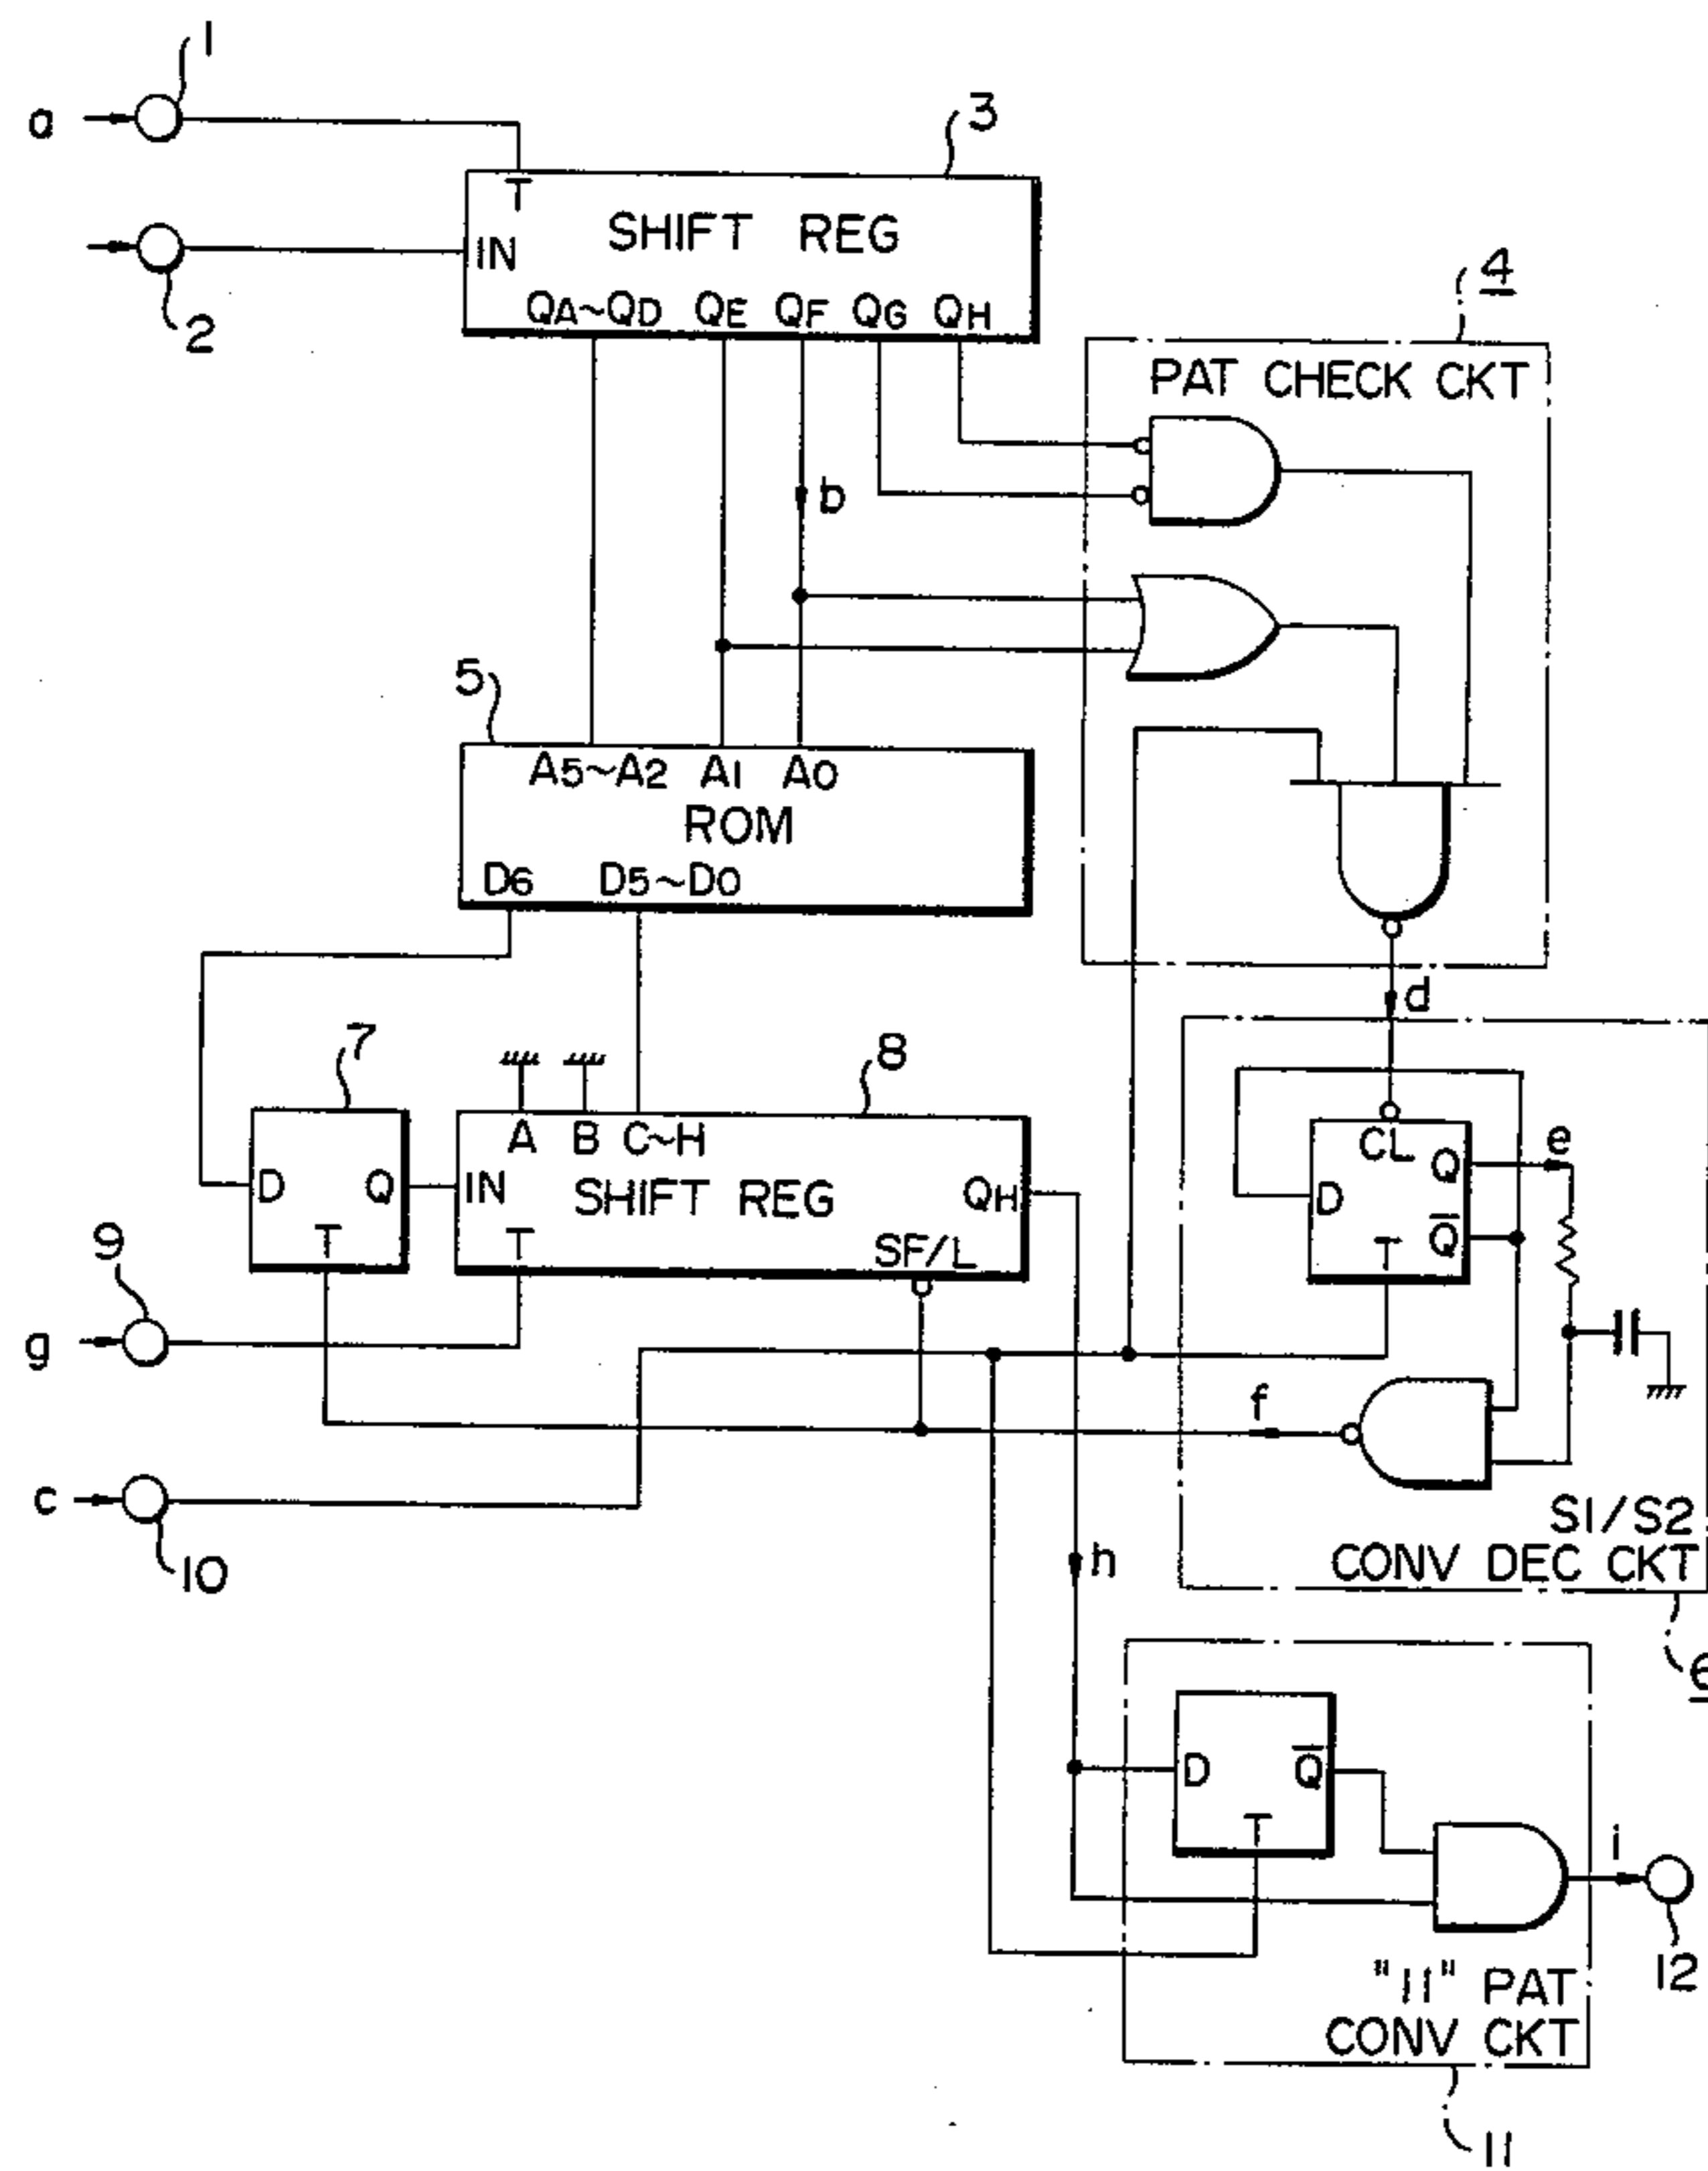 1
a
3
T
SHIFT REG
IN
2
QA~QD QE QF QG QH
4
PAT CHECK CKT
b
5
A5~A2 A1 A0
ROM
D6 D5~D0
d
7
8
A B C~H
CL Q e
D Q IN
SHIFT REG
QH
D
T T
SF/L
T Q̅
9
g
f
c
10
S1/S2
CONV DEC CKT
h
6
D Q̅
T
i
12
"11" PAT
CONV CKT
11